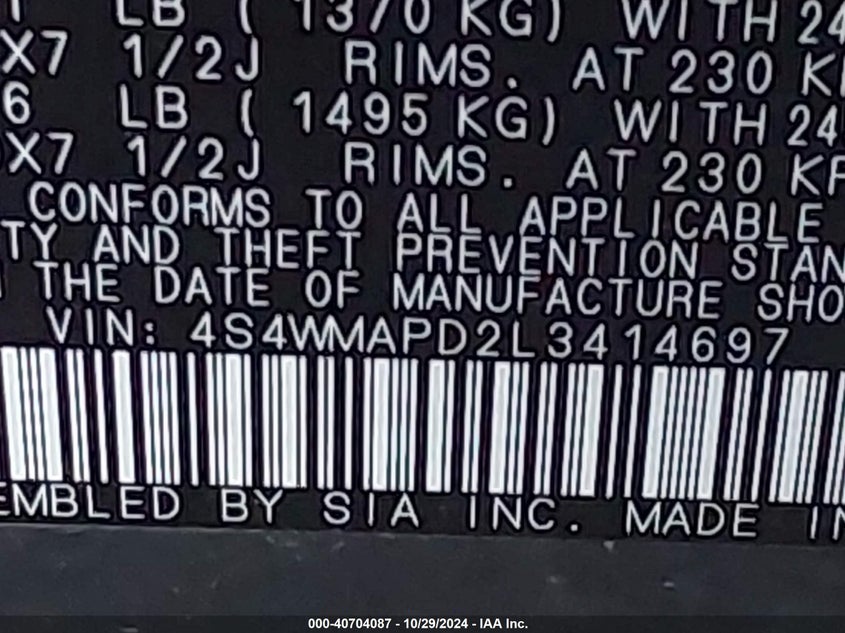 LB ( 1370 KG) WITH 24
X7 1/2J RIMS. AT 230
6 LB ( 1495 KG) WITH 24
X7 1/2J RIMS. AT 230 KP
CONFORMS TO ALL APPLICABLE
TY AND THEFT PREVENTION STAN
THE DATE OF MANUFACTURE SHO
VIN: 4S4WMAPD2L3414697
EMBLED BY SIA INC. MADE IN
000-40704087 - 10/29/2024 - IAA Inc.